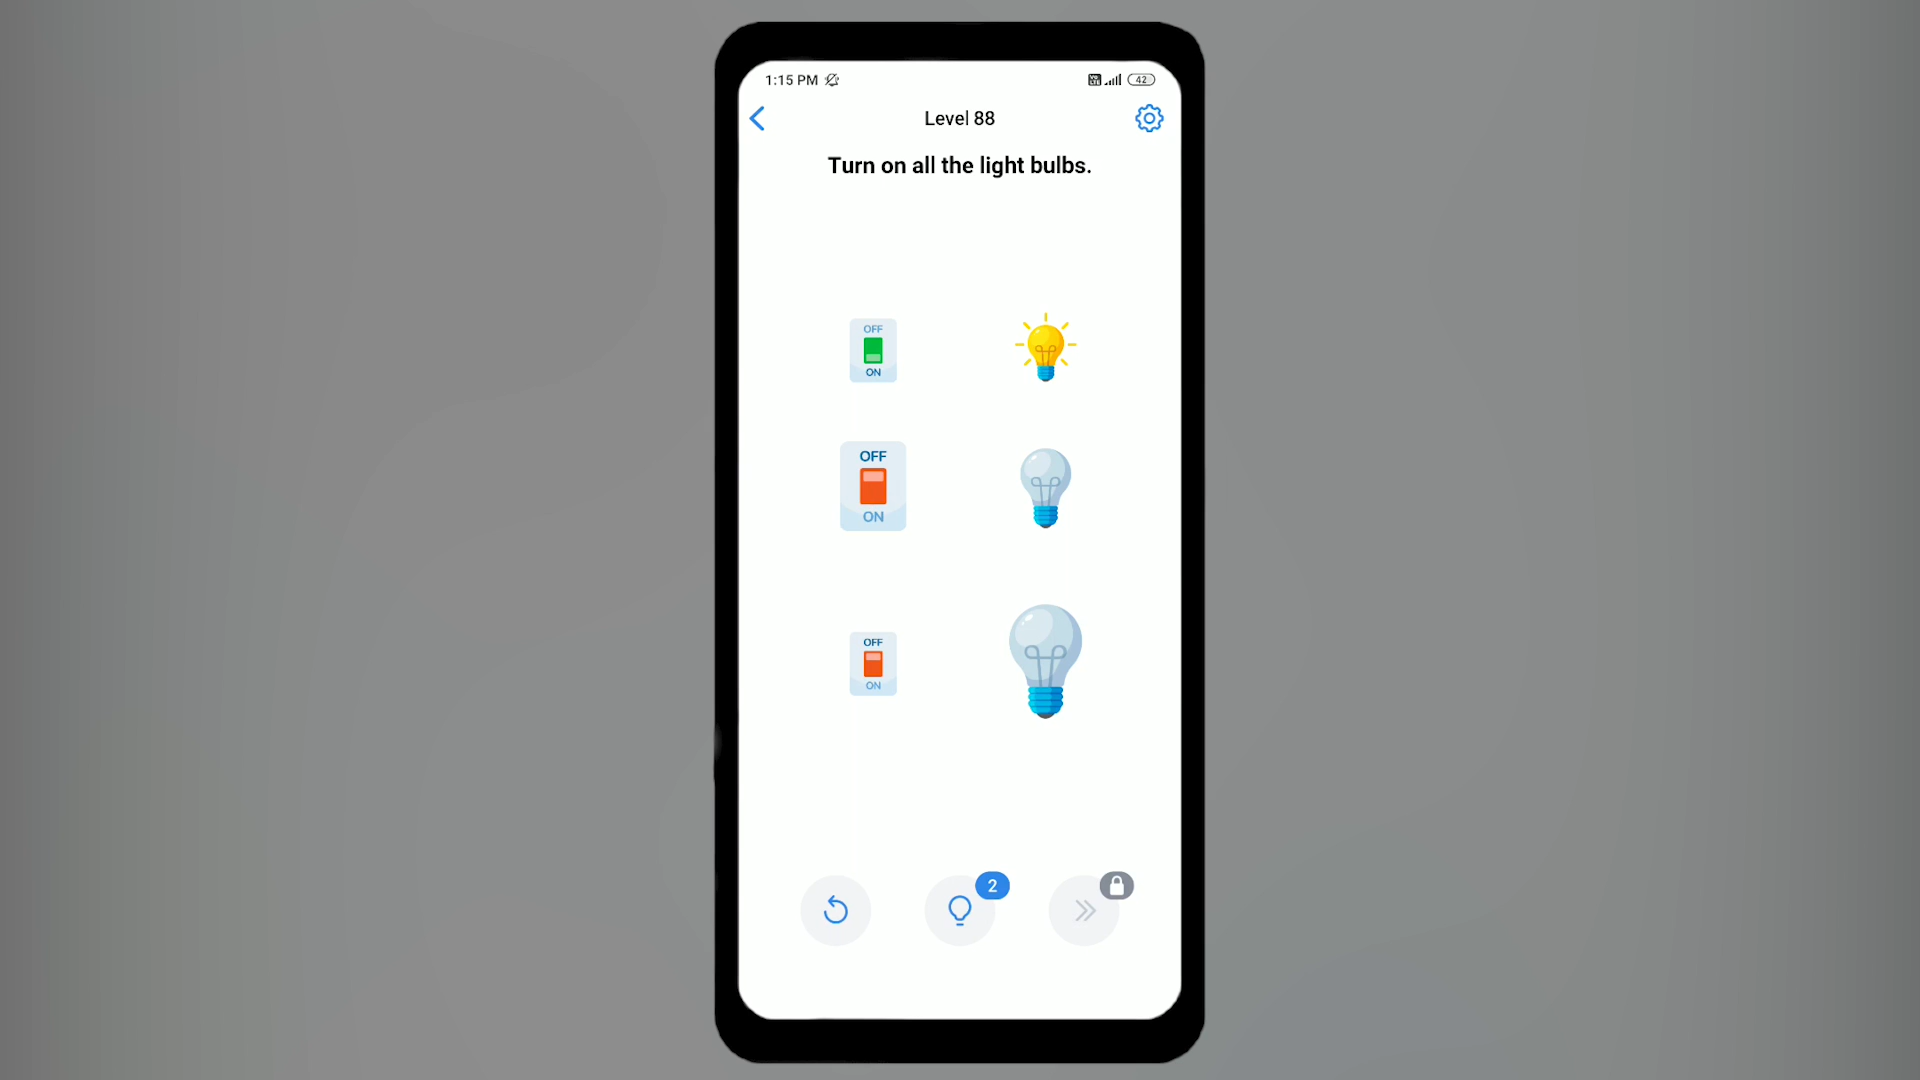 1:15 PM
42
Level 88
Turn on all the light bulbs.
OFF
ON
OFF
ON
OFF
ON
2